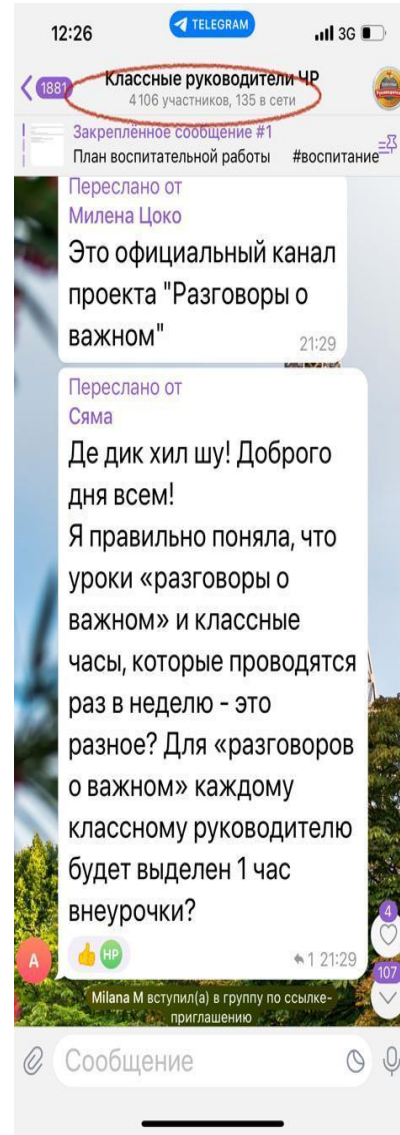 12:26
TELEGRAM
3G
1881
Классные руководители ЧР
4 106 участников, 135 в сети
Закреплённое сообщение #1
План воспитательной работы #воспитание
Переслано от
Милена Цоко
Это официальный канал
проекта "Разговоры о
важном"
21:29
Переслано от
Сяма
Де дик хил шу! Доброго
дня всем!
Я правильно поняла, что
уроки «разговоры о
важном» и классные
часы, которые проводятся
раз в неделю - это
разное? Для «разговоров
о важном» каждому
классному руководителю
будет выделен 1 час
внеурочки?
HP
1 21:29
A
4
107
Milana M вступил(а) в группу по ссылке-
приглашению
Сообщение